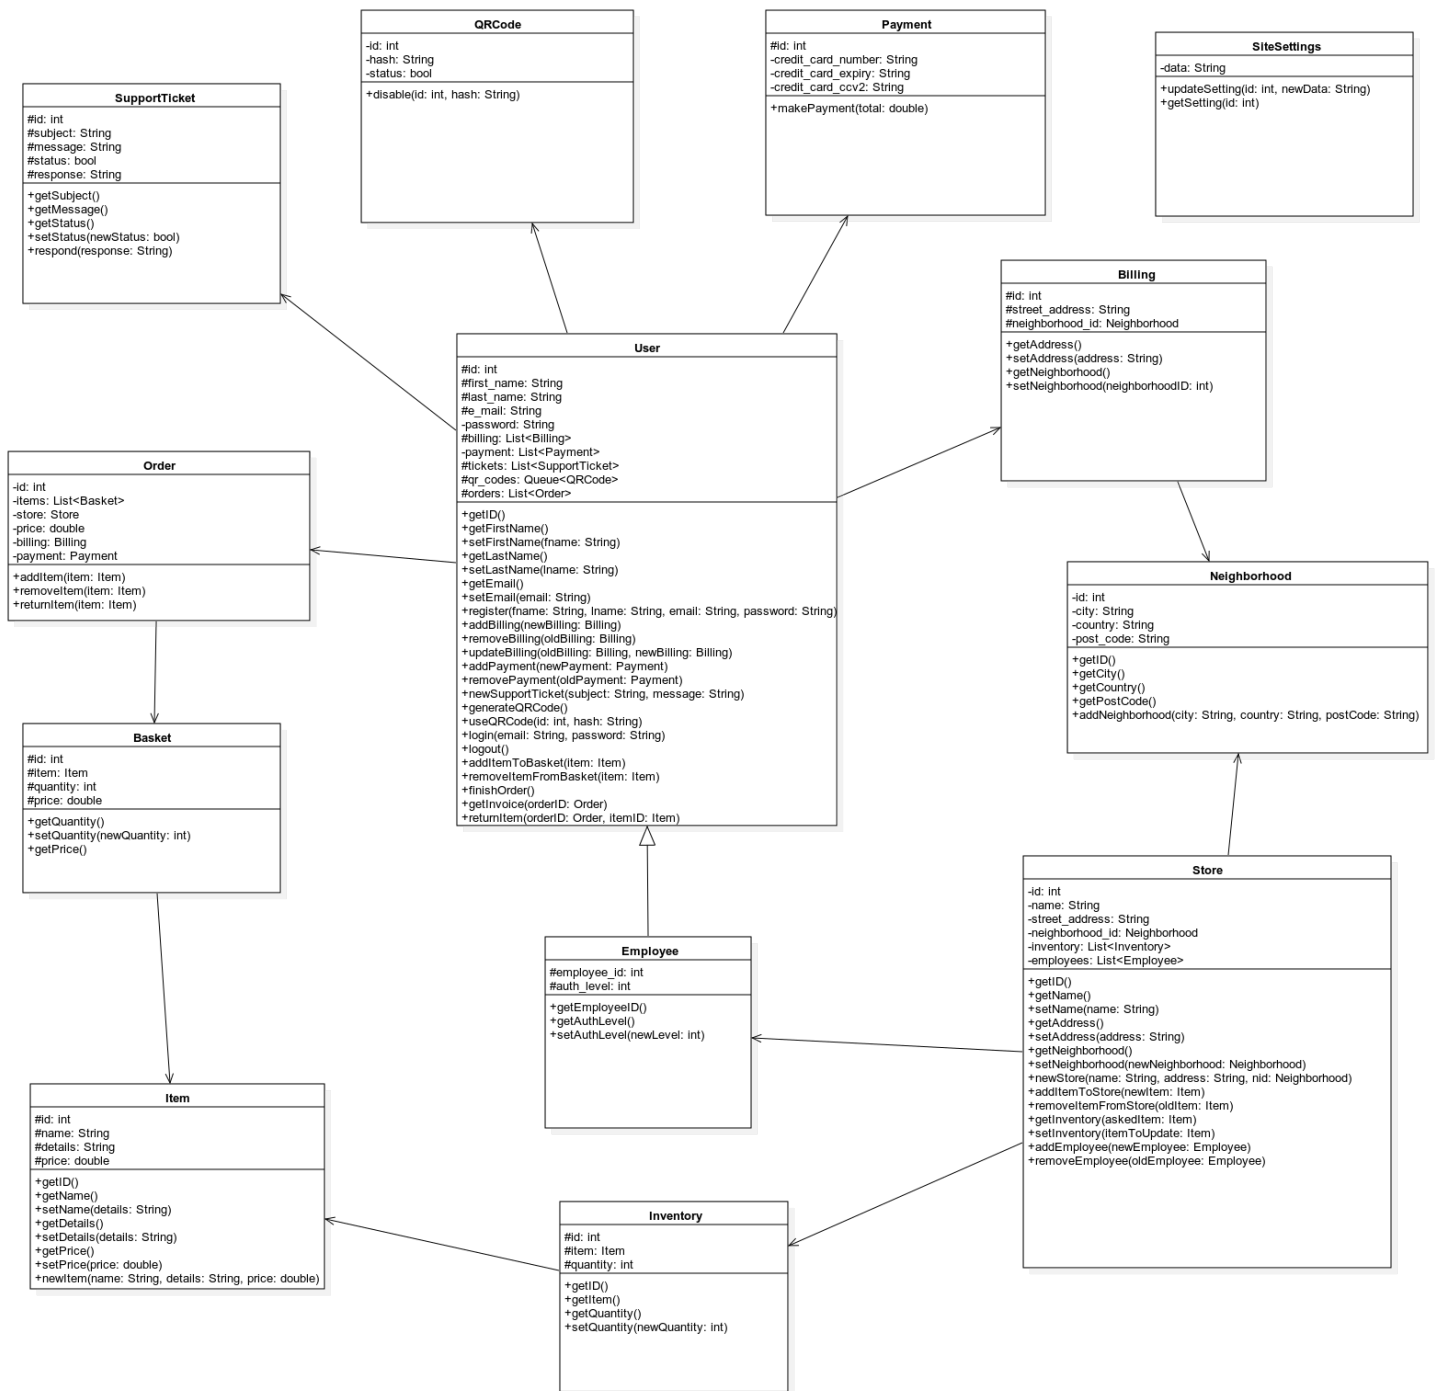 QRCode
-id: int
-hash: String
-status: bool
+disable(id: int, hash: String)
Payment
#id: int
-credit_card_number: String
-credit_card_expiry: String
-credit_card_ccv2: String
+makePayment(total: double)
SiteSettings
-data: String
+updateSetting(id: int, newData: String)
+getSetting(id: int)
SupportTicket
#id: int
#subject: String
#message: String
#status: bool
#response: String
+getSubject()
+getMessage()
+getStatus()
+setStatus(newStatus: bool)
+respond(response: String)
Billing
#id: int
#street_address: String
#neighborhood_id: Neighborhood
+getAddress()
+setAddress(address: String)
+getNeighborhood()
+setNeighborhood(neighborhoodID: int)
User
#id: int
#first_name: String
#last_name: String
#e_mail: String
-password: String
#billing: List<Billing>
-payment: List<Payment>
#tickets: List<SupportTicket>
#qr_codes: Queue<QRCode>
#orders: List<Order>
+getID()
+getFirstName()
+setFirstName(fname: String)
+getLastName()
+setLastName(lname: String)
+getEmail()
+setEmail(email: String)
+register(fname: String, lname: String, email: String, password: String)
+addBilling(newBilling: Billing)
+removeBilling(oldBilling: Billing)
+updateBilling(oldBilling: Billing, newBilling: Billing)
+addPayment(newPayment: Payment)
+removePayment(oldPayment: Payment)
+newSupportTicket(subject: String, message: String)
+generateQRCode()
+useQRCode(id: int, hash: String)
+login(email: String, password: String)
+logout()
+addItemToBasket(item: Item)
+removeItemFromBasket(item: Item)
+finishOrder()
+getInvoice(orderID: Order)
+returnItem(orderID: Order, itemID: Item)
Order
-id: int
-items: List<Basket>
-store: Store
-price: double
-billing: Billing
-payment: Payment
+addItem(item: Item)
+removeItem(item: Item)
+returnItem(item: Item)
Neighborhood
-id: int
-city: String
-country: String
-post_code: String
+getID()
+getCity()
+getCountry()
+getPostCode()
+addNeighborhood(city: String, country: String, postCode: String)
Basket
#id: int
#item: Item
#quantity: int
#price: double
+getQuantity()
+setQuantity(newQuantity: int)
+getPrice()
Store
-id: int
-name: String
-street_address: String
-neighborhood_id: Neighborhood
-inventory: List<Inventory>
-employees: List<Employee>
+getID()
+getName()
+setName(name: String)
+getAddress()
+setAddress(address: String)
+getNeighborhood()
+setNeighborhood(newNeighborhood: Neighborhood)
+newStore(name: String, address: String, nid: Neighborhood)
+addItemToStore(newItem: Item)
+removeItemFromStore(oldItem: Item)
+getInventory(askedItem: Item)
+setInventory(itemToUpdate: Item)
+addEmployee(newEmployee: Employee)
+removeEmployee(oldEmployee: Employee)
Employee
#employee_id: int
#auth_level: int
+getEmployeeID()
+getAuthLevel()
+setAuthLevel(newLevel: int)
Item
#id: int
#name: String
#details: String
#price: double
+getID()
+getName()
+setName(details: String)
+getDetails()
+setDetails(details: String)
+getPrice()
+setPrice(price: double)
+newItem(name: String, details: String, price: double)
Inventory
#id: int
#item: Item
#quantity: int
+getID()
+getItem()
+getQuantity()
+setQuantity(newQuantity: int)